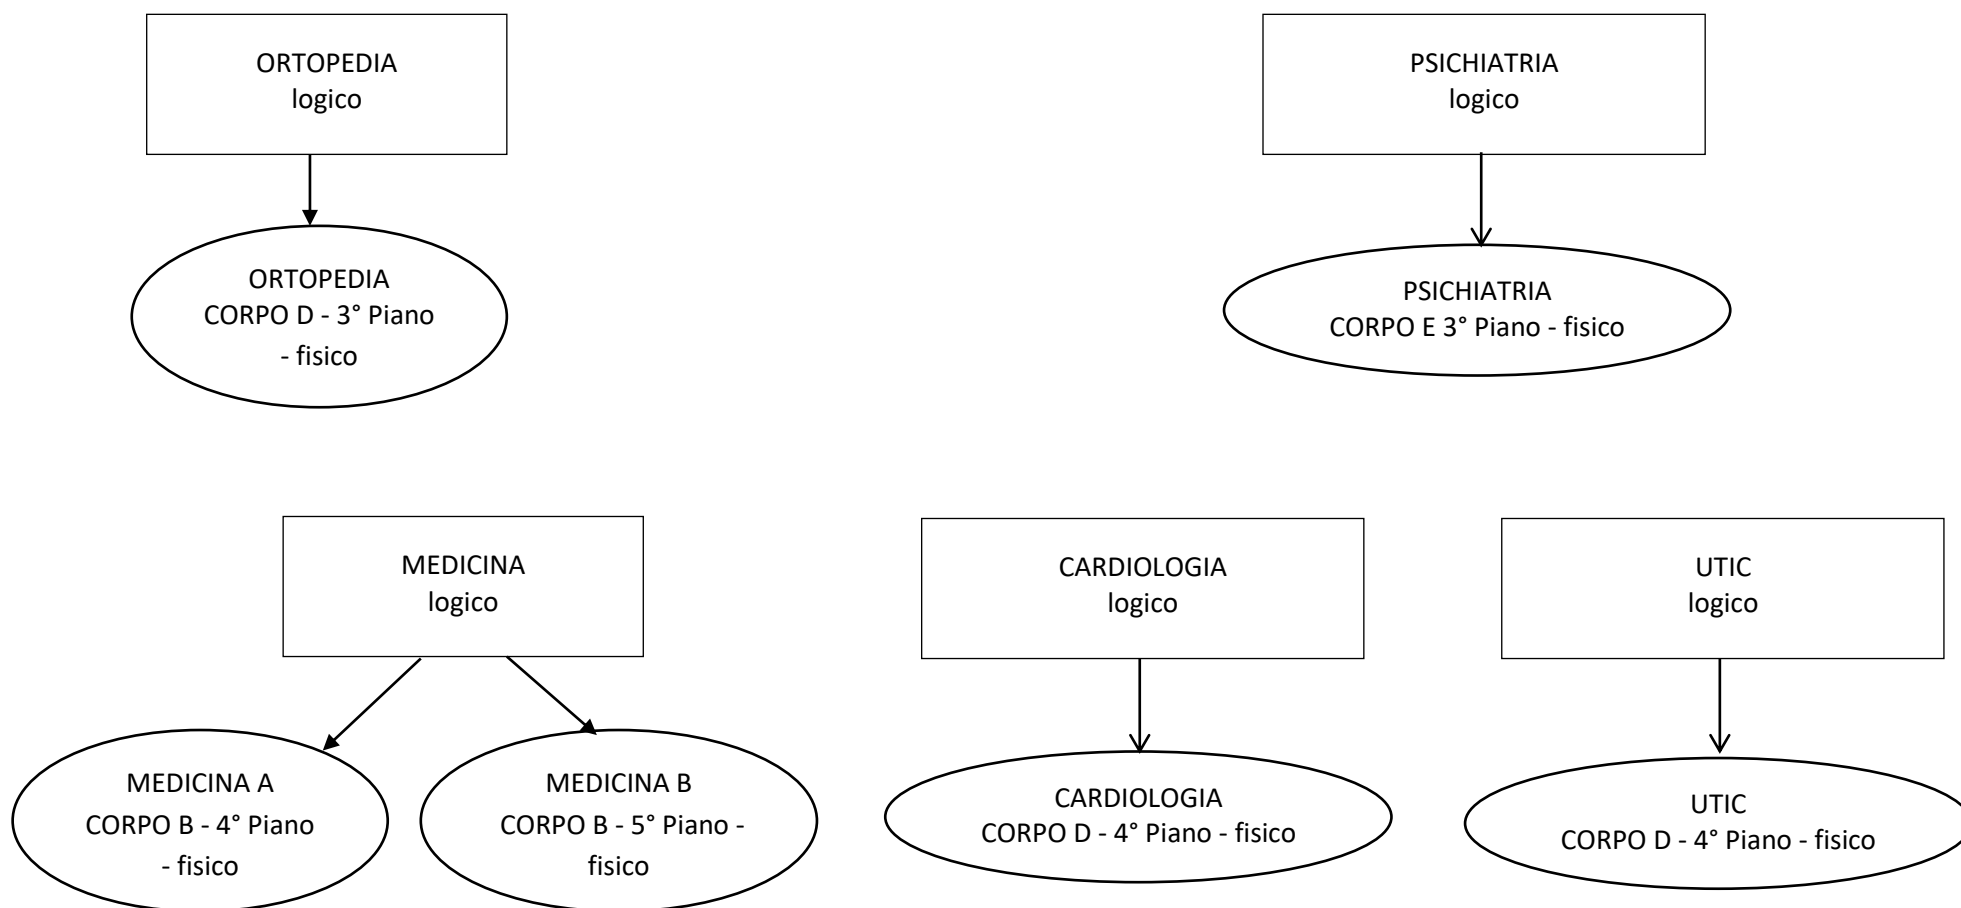 ORTOPEDIA
logico
PSICHIATRIA
logico
ORTOPEDIA
CORPO D - 3° Piano
- fisico
PSICHIATRIA
CORPO E 3° Piano - fisico
MEDICINA
logico
CARDIOLOGIA
logico
UTIC
logico
MEDICINA A
CORPO B - 4° Piano
- fisico
MEDICINA B
CORPO B - 5° Piano -
fisico
CARDIOLOGIA
CORPO D - 4° Piano - fisico
UTIC
CORPO D - 4° Piano - fisico